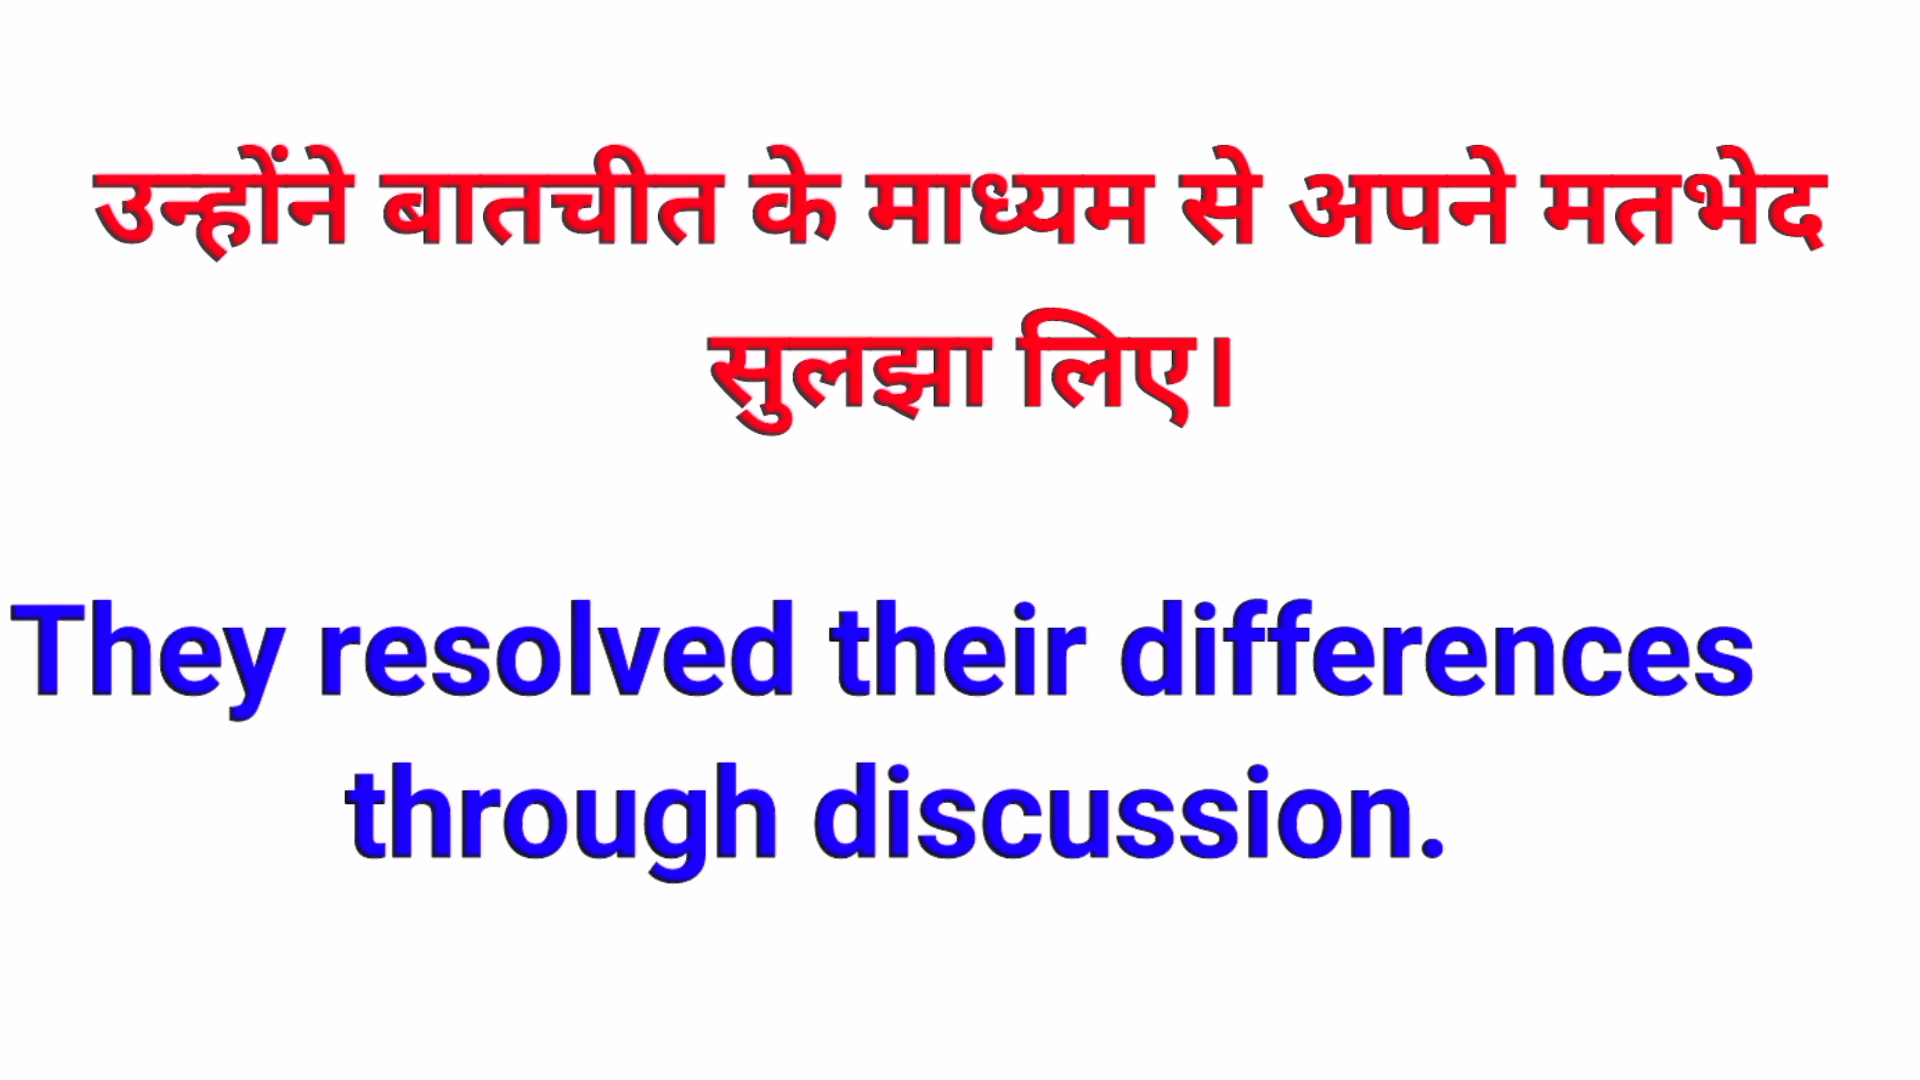 उन्होंने बातचीत के माध्यम से अपने मतभेद
सुलझा लिए।
They resolved their differences
through discussion.